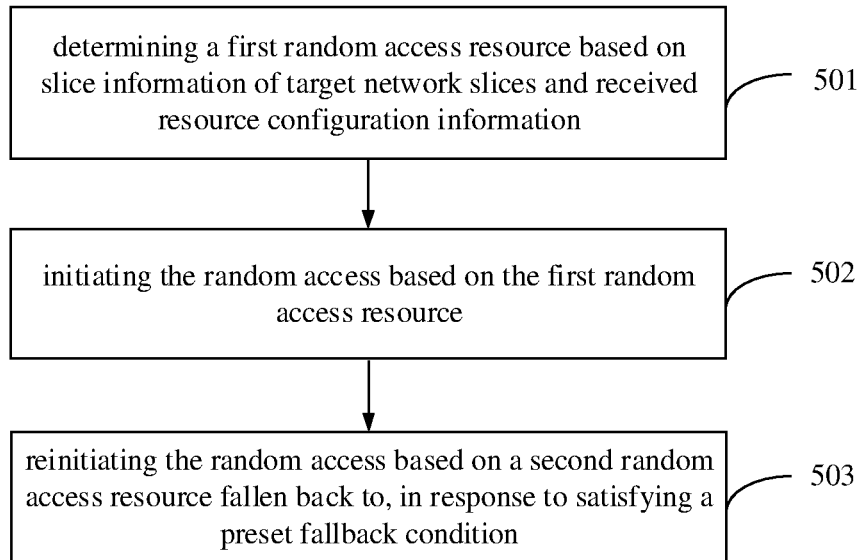 determining a first random access resource based on
slice information of target network slices and received
resource configuration information
501
initiating the random access based on the first random
access resource
502
reinitiating the random access based on a second random
access resource fallen back to, in response to satisfying a
preset fallback condition
503